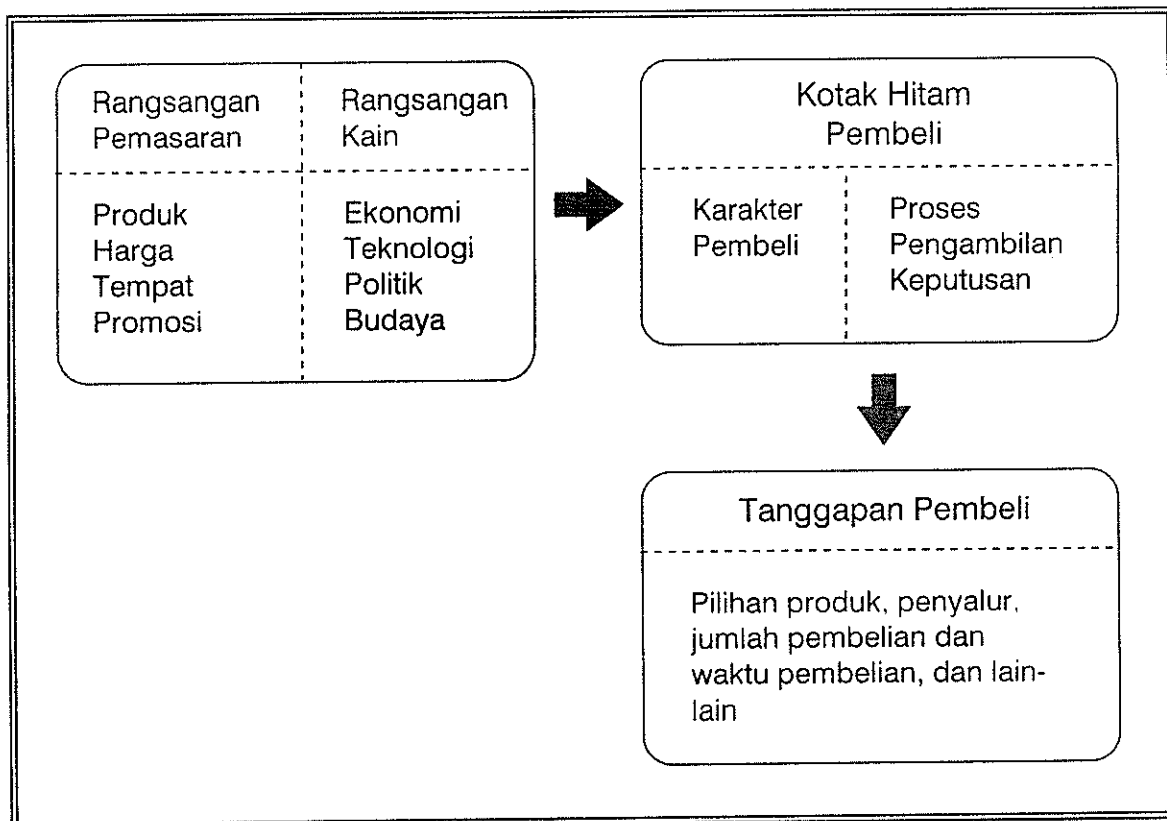 Rangsangan
Pemasaran
Rangsangan
Kain
Produk
Harga
Tempat
Promosi
Ekonomi
Teknologi
Politik
Budaya
Kotak Hitam
Pembeli
Karakter
Pembeli
Proses
Pengambilan
Keputusan
Tanggapan Pembeli
Pilihan produk, penyalur,
jumlah pembelian dan
waktu pembelian, dan lain-
lain